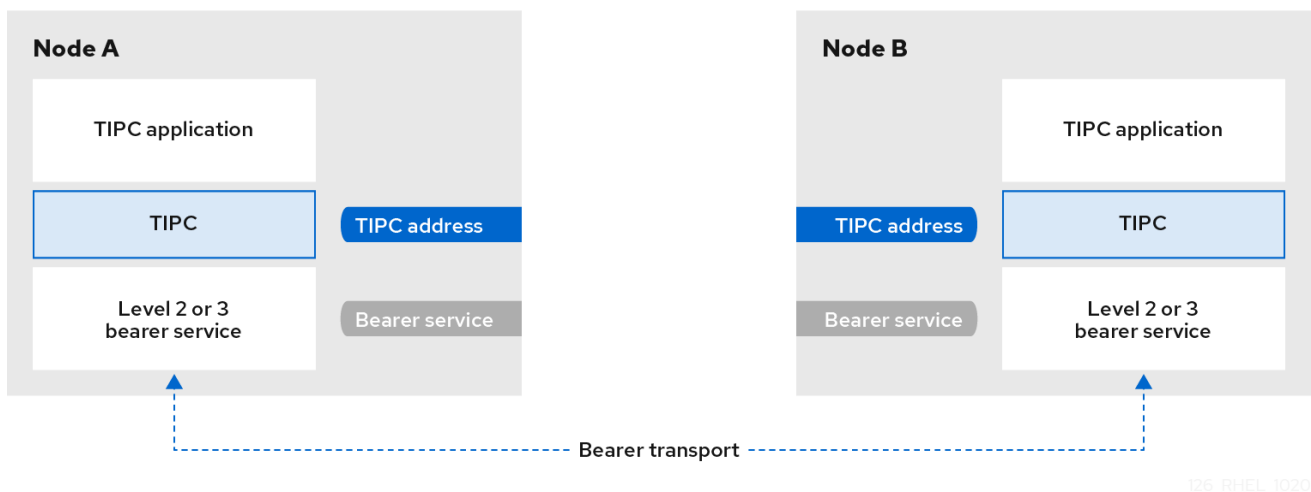 Node A
TIPC application
TIPC
TIPC address
Level 2 or 3
bearer service
Bearer service
Node B
TIPC application
TIPC address
TIPC
Bearer service
Level 2 or 3
bearer service
Bearer transport
126_RHEL_1020